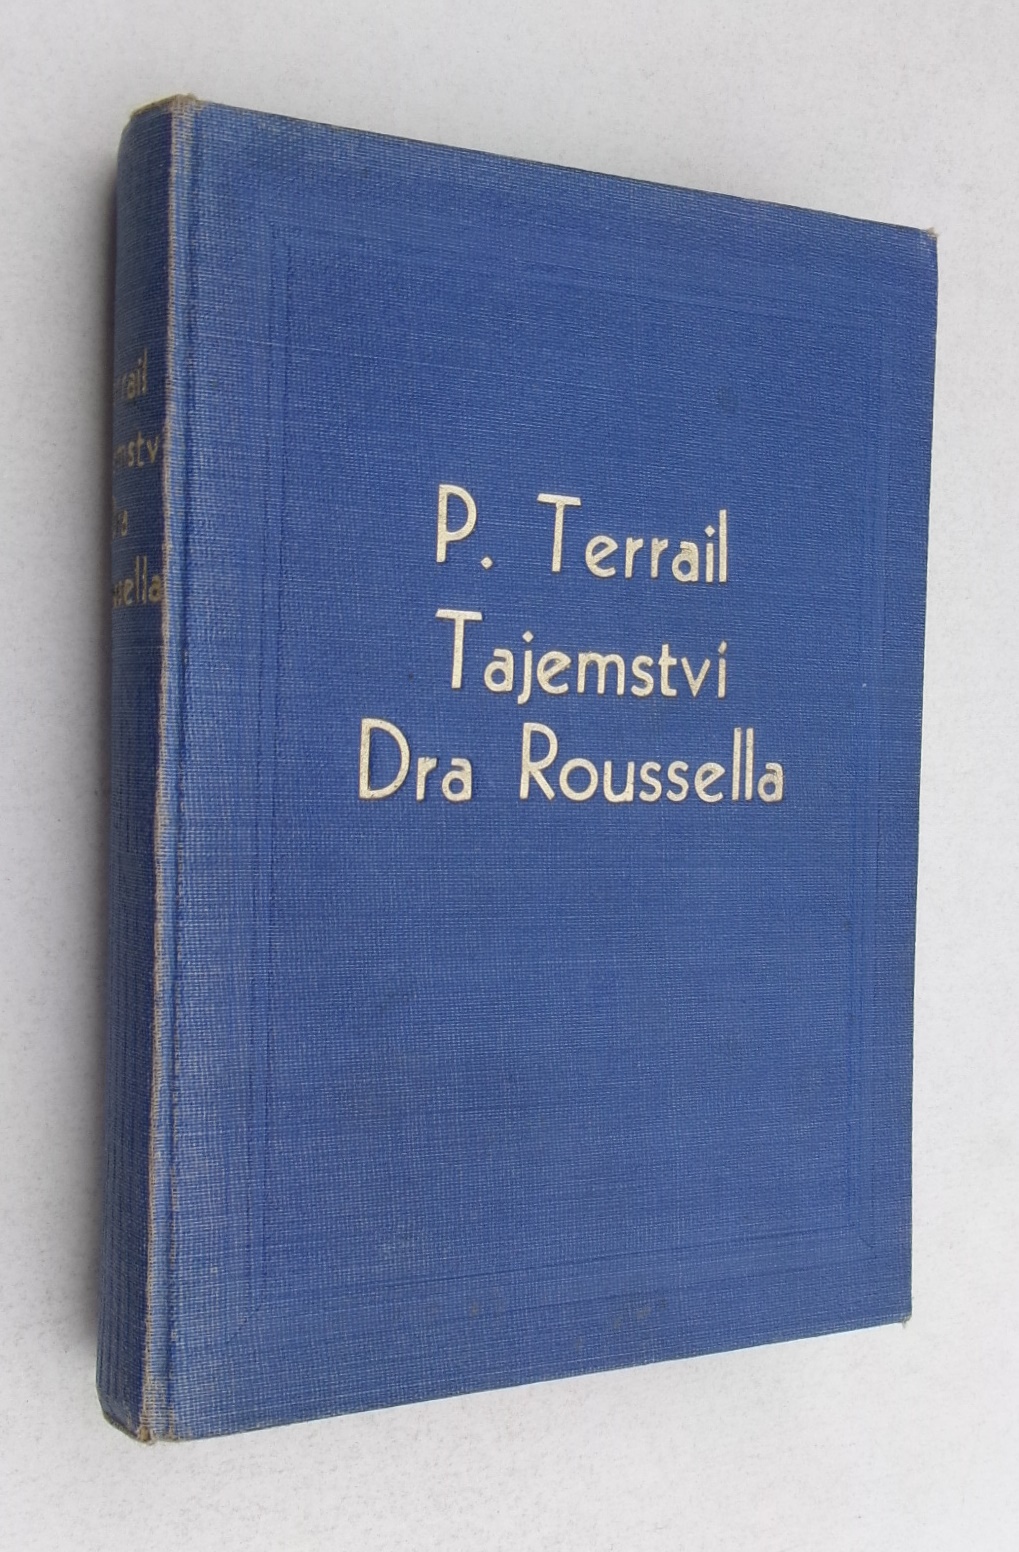 P. Terrail
Tajemství
Dra Roussella